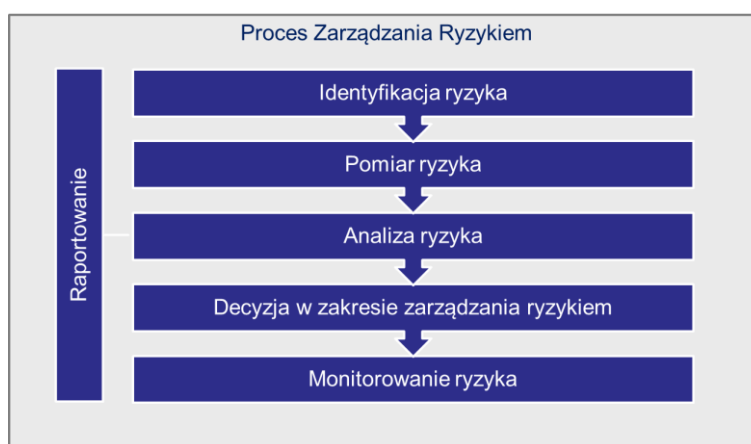 Proces Zarządzania Ryzykiem
Raportowanie
Identyfikacja ryzyka
Pomiar ryzyka
Analiza ryzyka
Decyzja w zakresie zarządzania ryzykiem
Monitorowanie ryzyka